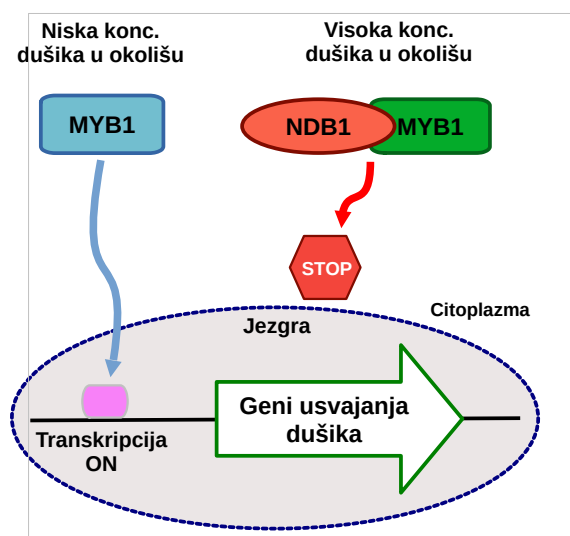 Niska konc.
dušika u okolišu
Visoka konc.
dušika u okolišu
MYB1
NDB1
MYB1
STOP
Citoplazma
Jezgra
Geni usvajanja
dušika
Transkripcija
ON